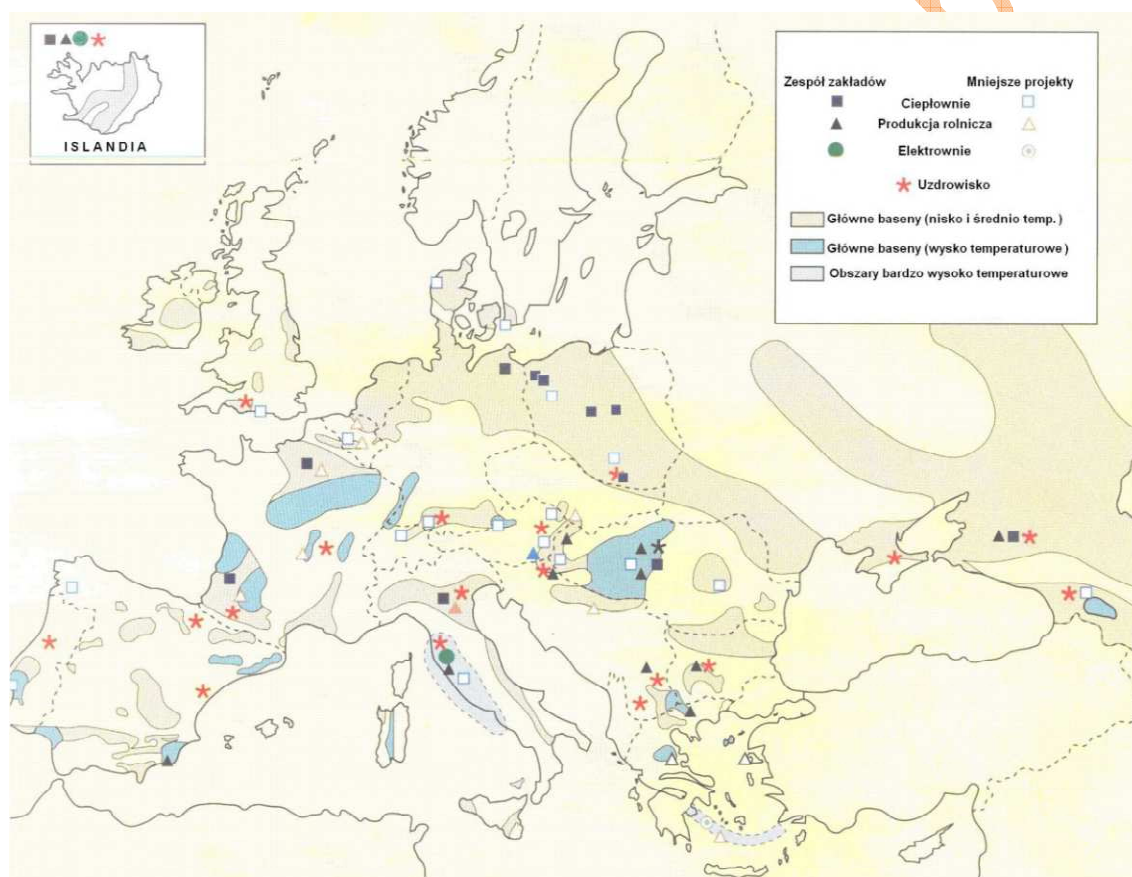 ISLANDIA
Zespół zakładów Mniejsze projekty
Ciepłownie
Produkcja rolnicza
Elektrownie
Uzdrowisko
Główne baseny (nisko i średnio temp.)
Główne baseny (wysko temperaturowe)
Obszary bardzo wysoko temperaturowe